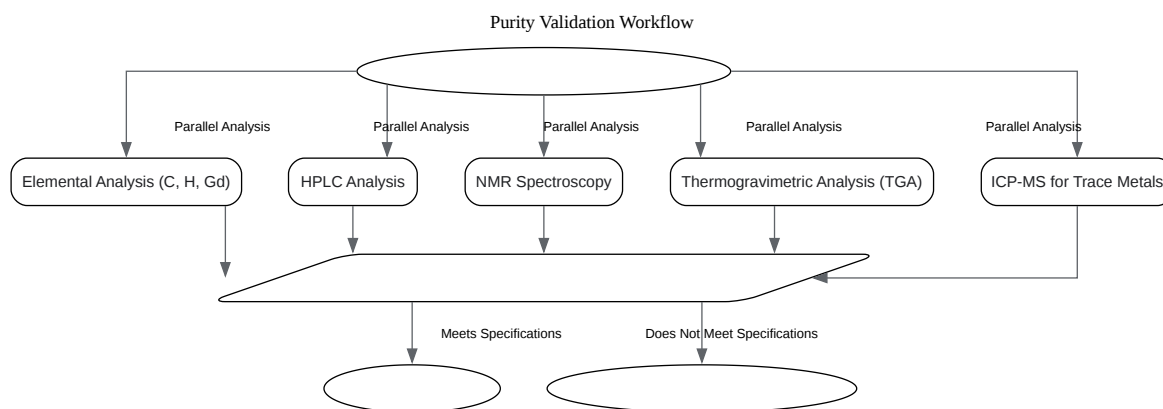 Purity Validation Workflow
Parallel Analysis
Parallel Analysis
Parallel Analysis
Parallel Analysis
Parallel Analysis
Elemental Analysis (C, H, Gd)
HPLC Analysis
NMR Spectroscopy
Thermogravimetric Analysis (TGA)
ICP-MS for Trace Metals
Meets Specifications
Does Not Meet Specifications